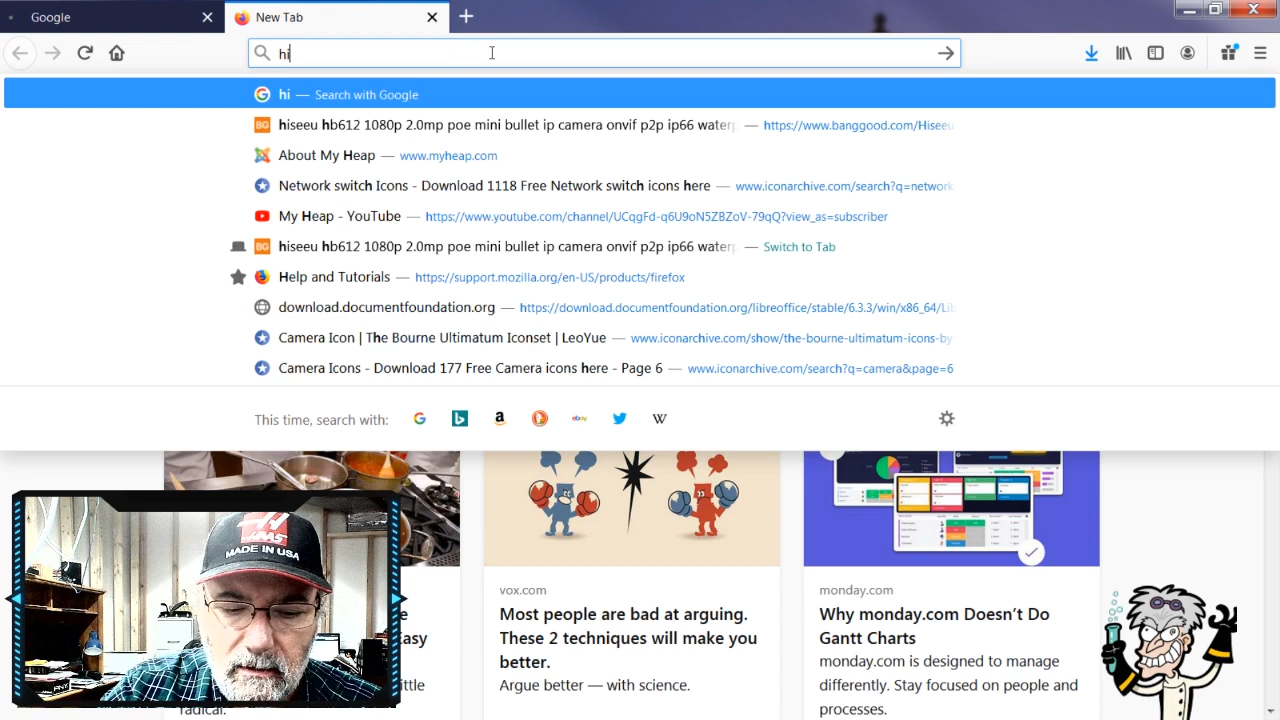 Google
New Tab
hi
hi — Search with Google
hiseeu hb612 1080p 2.0mp poe mini bullet ip camera onvif p2p ip66 waterp — https://www.banggood.com/Hiseeu
About My Heap — www.myheap.com
Network switch Icons - Download 1118 Free Network switch icons here — www.iconarchive.com/search?q=network
My Heap - YouTube — https://www.youtube.com/channel/UCqgFd-q6U9oN5ZBZoV-79qQ?view_as=subscriber
hiseeu hb612 1080p 2.0mp poe mini bullet ip camera onvif p2p ip66 waterp — Switch to Tab
Help and Tutorials — https://support.mozilla.org/en-US/products/firefox
download.documentfoundation.org — https://download.documentfoundation.org/libreoffice/stable/6.3.3/win/x86_64/Lib
Camera Icon | The Bourne Ultimatum Iconset | LeoYue — www.iconarchive.com/show/the-bourne-ultimatum-icons-by-
Camera Icons - Download 177 Free Camera icons here - Page 6 — www.iconarchive.com/search?q=camera&page=6
This time, search with:
MADE IN USA
Easy
little
radical.
vox.com
Most people are bad at arguing.
These 2 techniques will make you
better.
Argue better — with science.
monday.com
Why monday.com Doesn't Do
Gantt Charts
monday.com is designed to manage
differently. Stay focused on people and
processes.